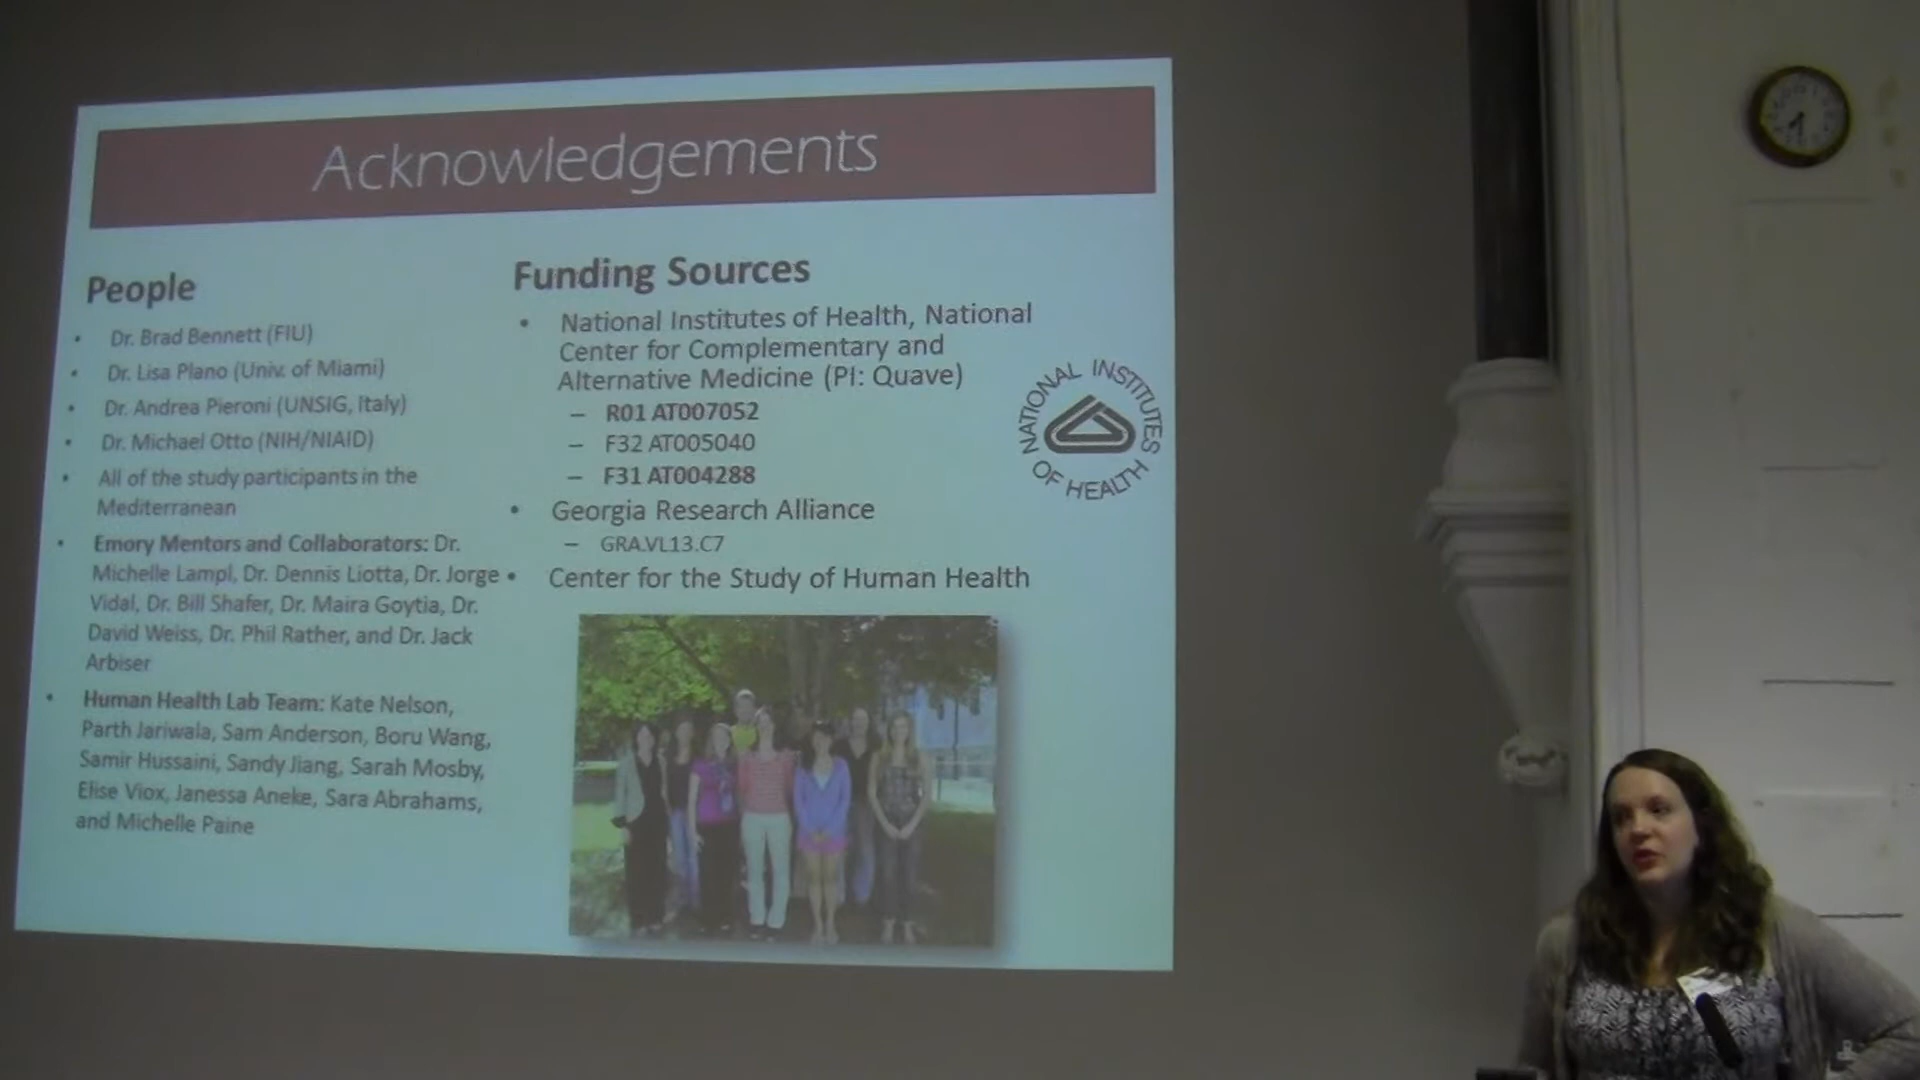 Acknowledgements
People
• Dr. Brad Bennett (FIU)
• Dr. Lisa Plano (Univ. of Miami)
• Dr. Andrea Pieroni (UNSIG, Italy)
• Dr. Michael Otto (NIH/NIAID)
• All of the study participants in the
Mediterranean
• Emory Mentors and Collaborators: Dr.
Michelle Lampl, Dr. Dennis Liotta, Dr. Jorge
Vidal, Dr. Bill Shafer, Dr. Maira Goytia, Dr.
David Weiss, Dr. Phil Rather, and Dr. Jack
Arbiser
• Human Health Lab Team: Kate Nelson,
Parth Jariwala, Sam Anderson, Boru Wang,
Samir Hussaini, Sandy Jiang, Sarah Mosby,
Elise Viox, Janessa Aneke, Sara Abrahams,
and Michelle Paine
Funding Sources
• National Institutes of Health, National
Center for Complementary and
Alternative Medicine (PI: Quave)
– R01 AT007052
– F32 AT005040
– F31 AT004288
• Georgia Research Alliance
– GRA.VL13.C7
• Center for the Study of Human Health
NATIONAL INSTITUTES
OF HEALTH